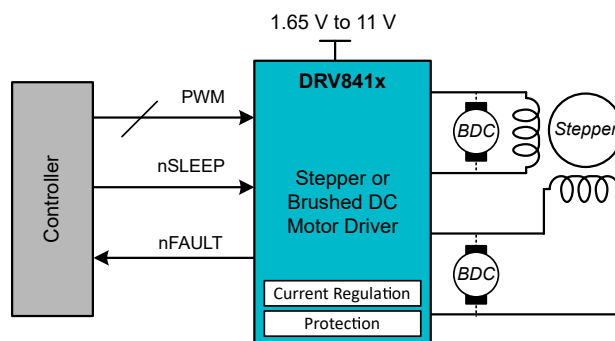 1.65 V to 11 V
DRV841x
Controller
PWM
nSLEEP
nFAULT
Stepper or
Brushed DC
Motor Driver
Current Regulation
Protection
BDC
Stepper
BDC